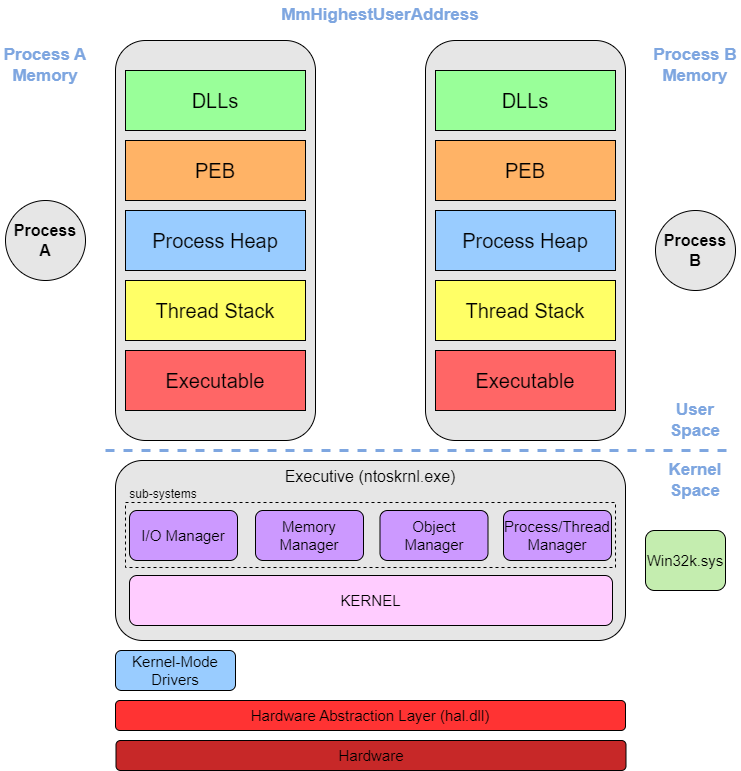 MmHighestUserAddress
Process A
Memory
Process B
Memory
DLLs
PEB
Process Heap
Thread Stack
Executable
DLLs
PEB
Process Heap
Thread Stack
Executable
Process
A
Process
B
User
Space
Kernel
Space
Executive (ntoskrnl.exe)
sub-systems
I/O Manager
Memory
Manager
Object
Manager
Process/Thread
Manager
Win32k.sys
KERNEL
Kernel-Mode
Drivers
Hardware Abstraction Layer (hal.dll)
Hardware